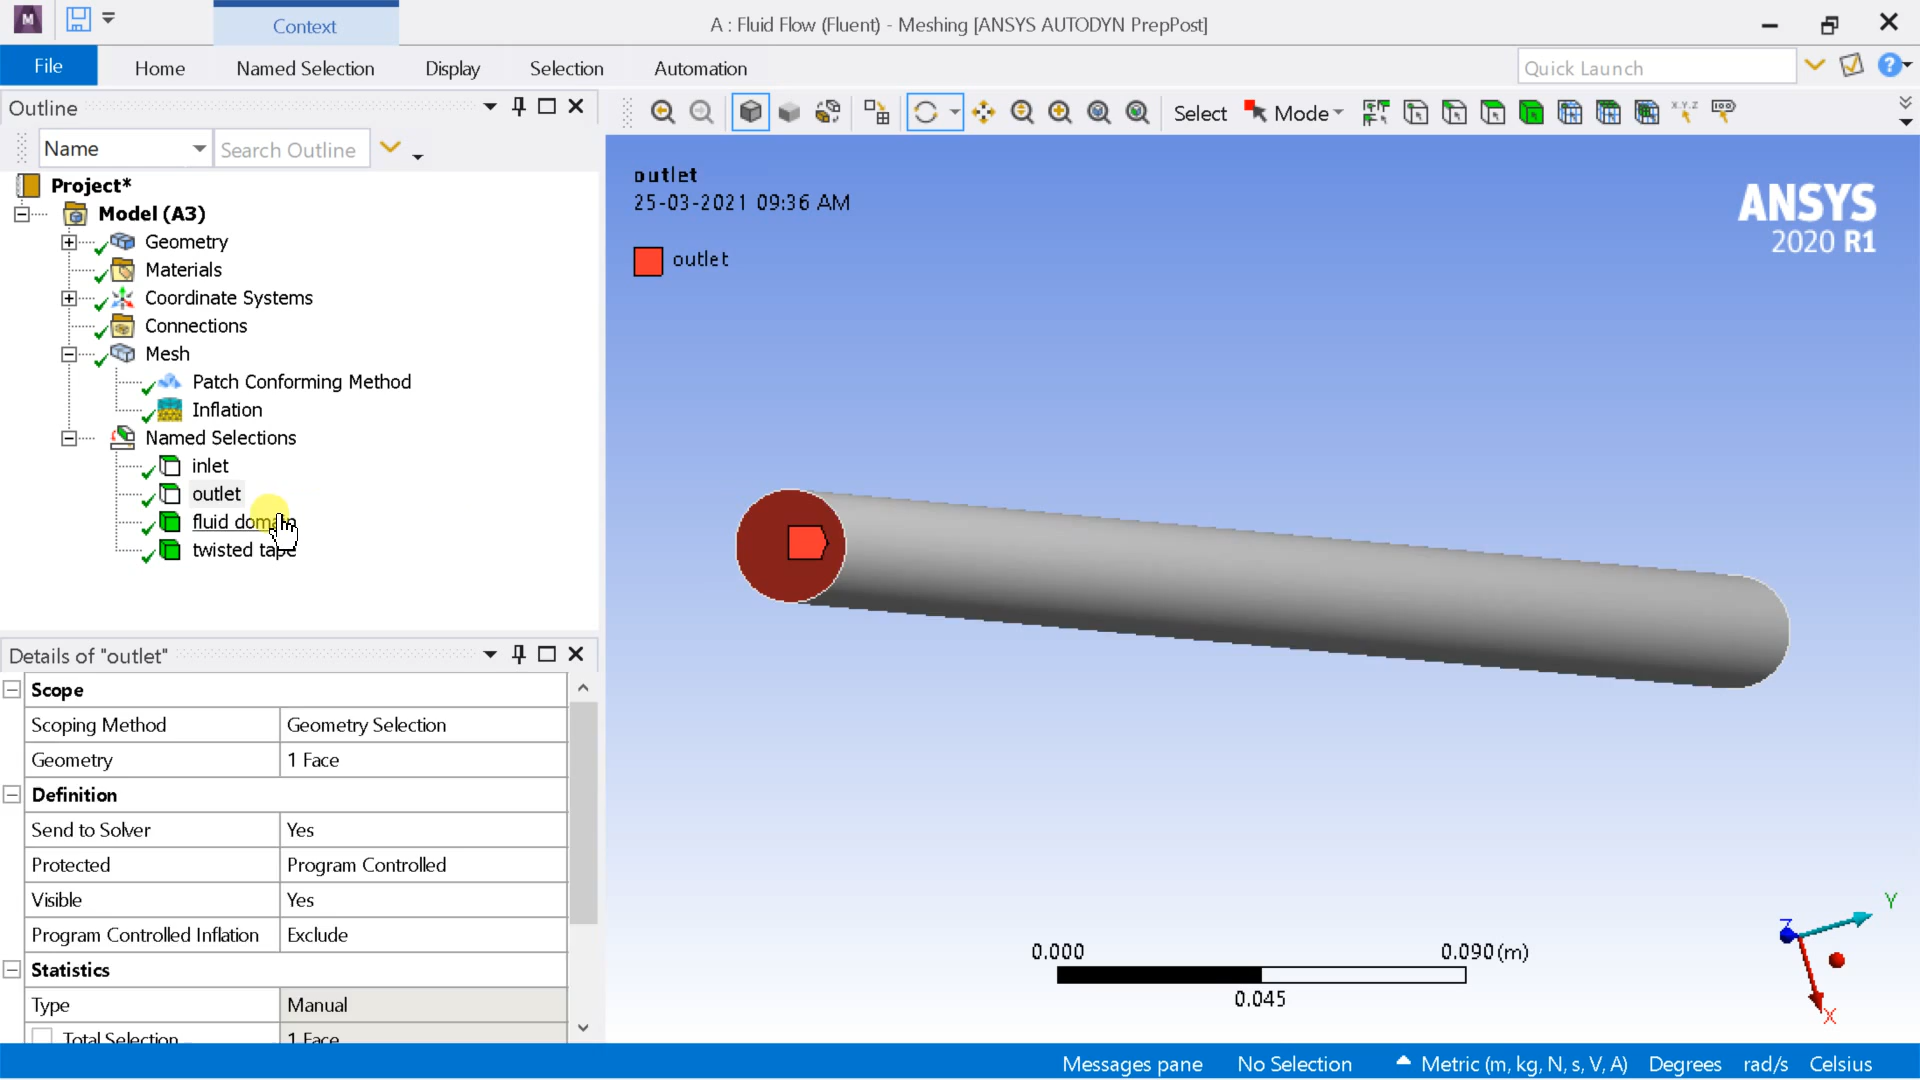 M
Context
A : Fluid Flow (Fluent) - Meshing [ANSYS AUTODYN PrepPost]
File Home Named Selection Display Selection Automation Quick Launch
Outline
Select Mode
Name Search Outline
Project*
Model (A3)
Geometry
Materials
Coordinate Systems
Connections
Mesh
Patch Conforming Method
Inflation
Named Selections
inlet
outlet
fluid domain
twisted tape
outlet
25-03-2021 09:36 AM
outlet
ANSYS
2020 R1
Details of "outlet"
Scope
Scoping Method Geometry Selection
Geometry 1 Face
Definition
Send to Solver Yes
Protected Program Controlled
Visible Yes
Program Controlled Inflation Exclude
Statistics
Type Manual
Total Selection 1 Face
0.000 0.090 (m)
0.045
Z Y
X
Messages pane No Selection Metric (m, kg, N, s, V, A) Degrees rad/s Celsius